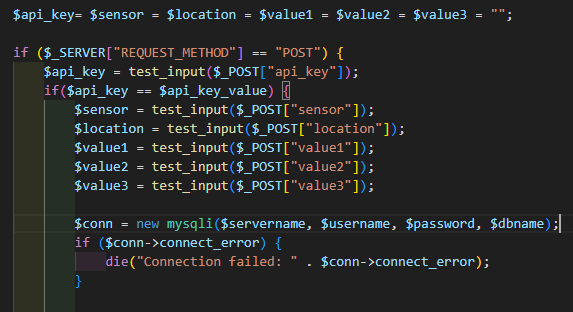 $api_key= $sensor = $location = $value1 = $value2 = $value3 = "";
if ($_SERVER["REQUEST_METHOD"] == "POST") {
$api_key = test_input($_POST["api_key"]);
if($api_key == $api_key_value) {
$sensor = test_input($_POST["sensor"]);
$location = test_input($_POST["location"]);
$value1 = test_input($_POST["value1"]);
$value2 = test_input($_POST["value2"]);
$value3 = test_input($_POST["value3"]);
$conn = new mysqli($servername, $username, $password, $dbname);
if ($conn->connect_error) {
die("Connection failed: " . $conn->connect_error);
}